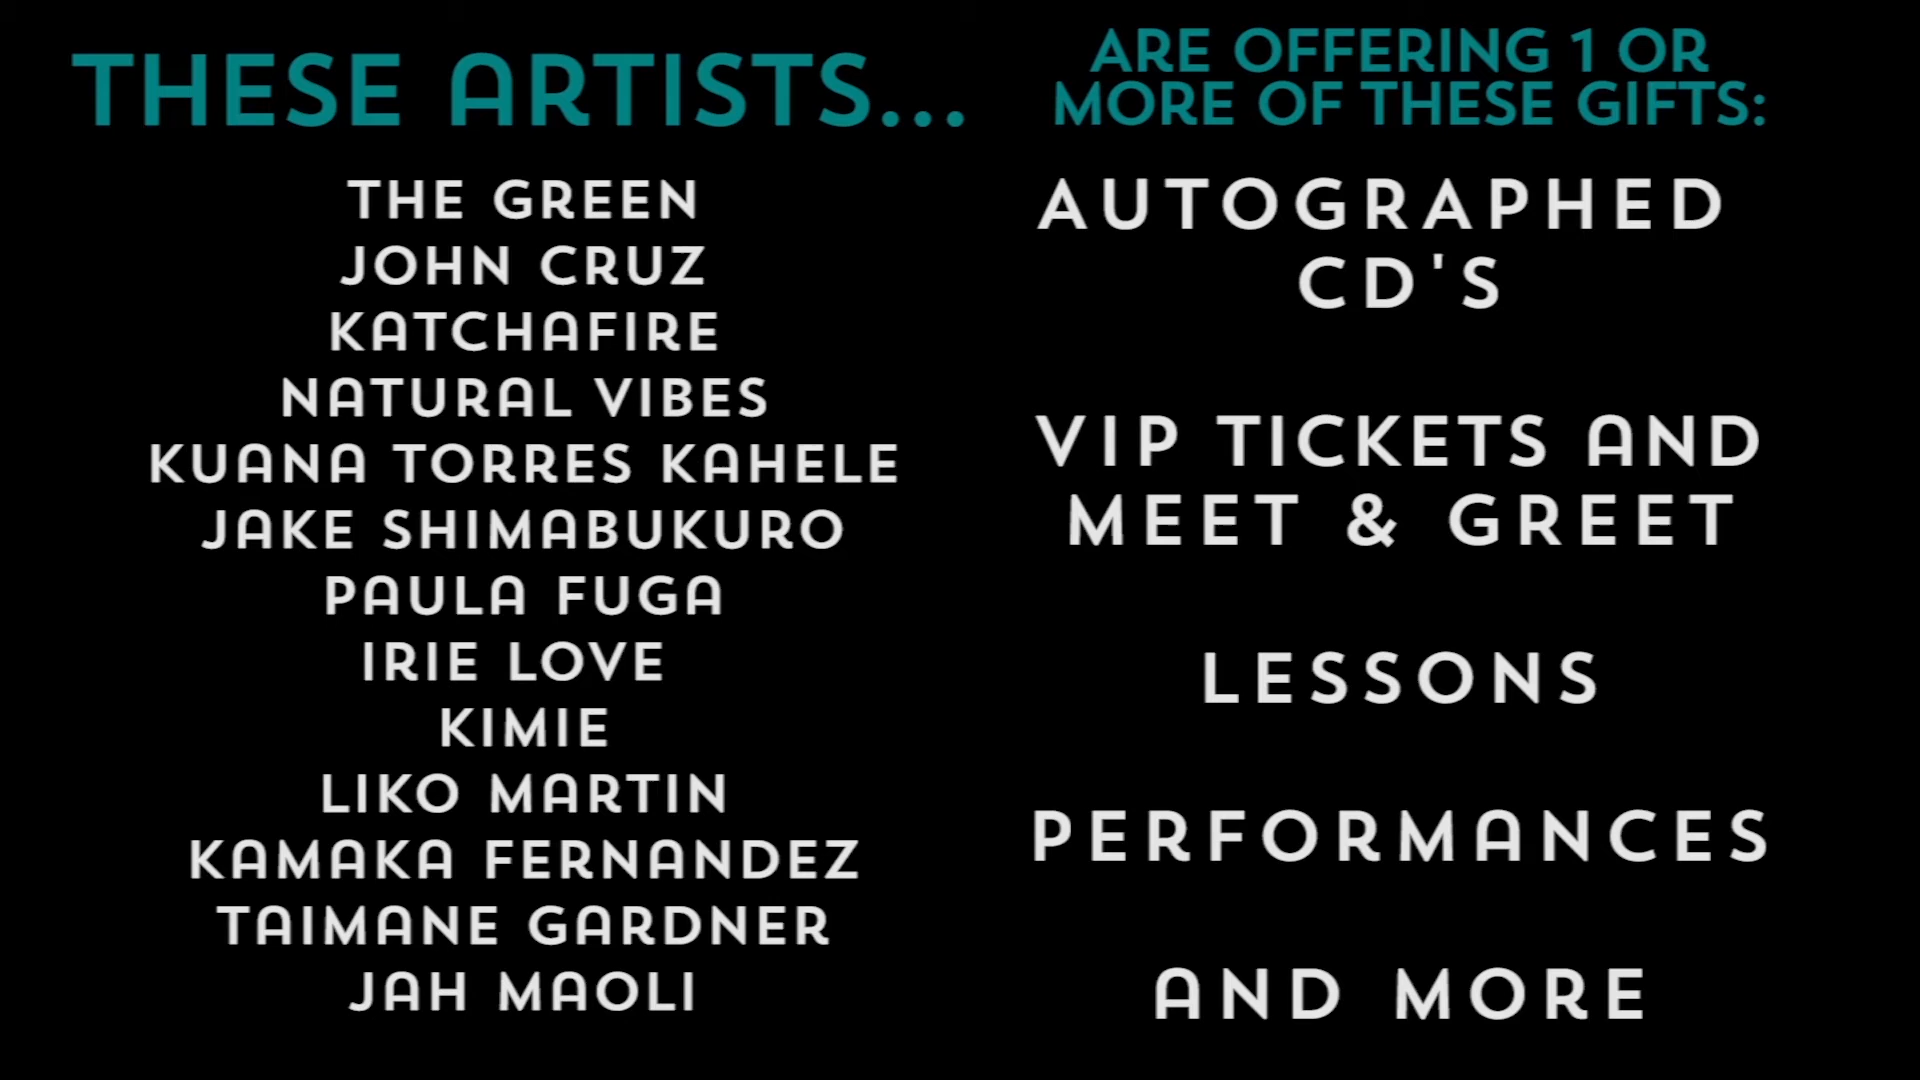 THESE ARTISTS...
THE GREEN
JOHN CRUZ
KATCHAFIRE
NATURAL VIBES
KUANA TORRES KAHELE
JAKE SHIMABUKURO
PAULA FUGA
IRIE LOVE
KIMIE
LIKO MARTIN
KAMAKA FERNANDEZ
TAIMANE GARDNER
JAH MAOLI
ARE OFFERING 1 OR
MORE OF THESE GIFTS:
AUTOGRAPHED
CD'S
VIP TICKETS AND
MEET & GREET
LESSONS
PERFORMANCES
AND MORE